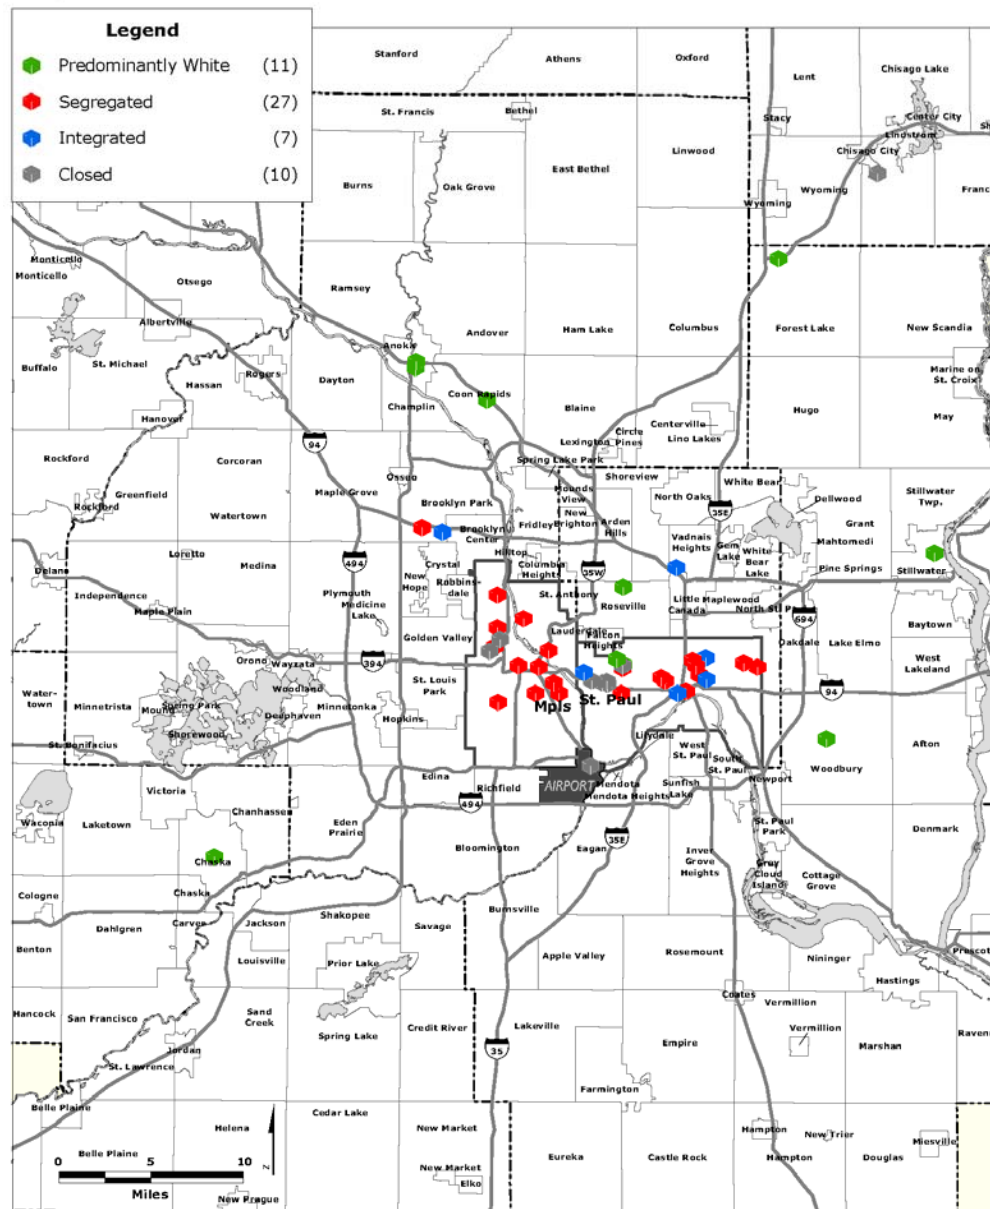 Legend
Predominantly White (11)
Segregated (27)
Integrated (7)
Closed (10)
Stanford
Athens
Oxford
Lent
Chisago Lake
St. Francis
Bethel
Stacy
Center City
Lindstrom
Linwood
Chisago City
East Bethel
Burns
Oak Grove
Wyoming
Wyoming
Monticello
Monticello
Otsego
Ramsey
Albertville
Andover
Ham Lake
Columbus
Forest Lake
New Scandia
Anoka
Buffalo
St. Michael
Rogers
Hassan
Dayton
Marine on
St. Croix
Champlin
Coon Rapids
Blaine
Hugo
May
Hanover
Centerville
Circle
Pines
Lexington
Lino Lakes
94
Rockford
Corcoran
Spring Lake Park
Osseo
Shoreview
Maple Grove
Mounds
View
North Oaks
White Bear
Dellwood
Stillwater
Twp.
Greenfield
Rockford
Brooklyn Park
35E
New
Brighton
Arden
Hills
Grant
Watertown
Fridley
Brooklyn
Center
Vadnais
Heights
Gem
Lake
Mahtomedi
Loretto
Hilltop
White
Bear
Lake
Medina
494
Crystal
Columbia
Heights
35W
Pine Springs
Stillwater
Delano
New
Hope
Robbins-
dale
Independence
Plymouth
St. Anthony
Roseville
Little
Canada
Maplewood
Medicine
Lake
Maple Plain
694
Baytown
Lauderdale
Falcon
Heights
Golden Valley
Oakdale
Lake Elmo
Orono
Wayzata
394
West
Lakeland
St. Louis
Park
Water-
town
Woodland
94
Minnetrista
Spring Park
Mound
Minnetonka
Deephaven
Mpls
St. Paul
Hopkins
Shorewood
St. Bonifacius
Lilydale
West
St. Paul
Afton
South
St. Paul
Woodbury
Edina
Richfield
AIRPORT
Mendota
Mendota Heights
Sunfish
Lake
Newport
Victoria
Chanhassen
494
Waconia
Laketown
Eden
Prairie
St. Paul
Park
Denmark
35E
Bloomington
Eagan
Inver
Grove
Heights
Chaska
Grey
Cloud
Island
Cottage
Grove
Cologne
Chaska
Burnsville
Shakopee
Carver
Jackson
Dahlgren
Savage
Prescott
Benton
Louisville
Apple Valley
Rosemount
Nininger
Prior Lake
Hastings
Coates
Hancock
San Francisco
Sand
Creek
Credit River
Lakeville
Vermillion
Spring Lake
Vermillion
Jordan
35
Empire
Marshan
St. Lawrence
Farmington
Belle Plaine
Cedar Lake
Helena
New Market
Hampton
New Trier
Miesville
Belle Plaine
Eureka
Castle Rock
Hampton
Douglas
0 5 10
Miles
New Market
Elko
New Prague